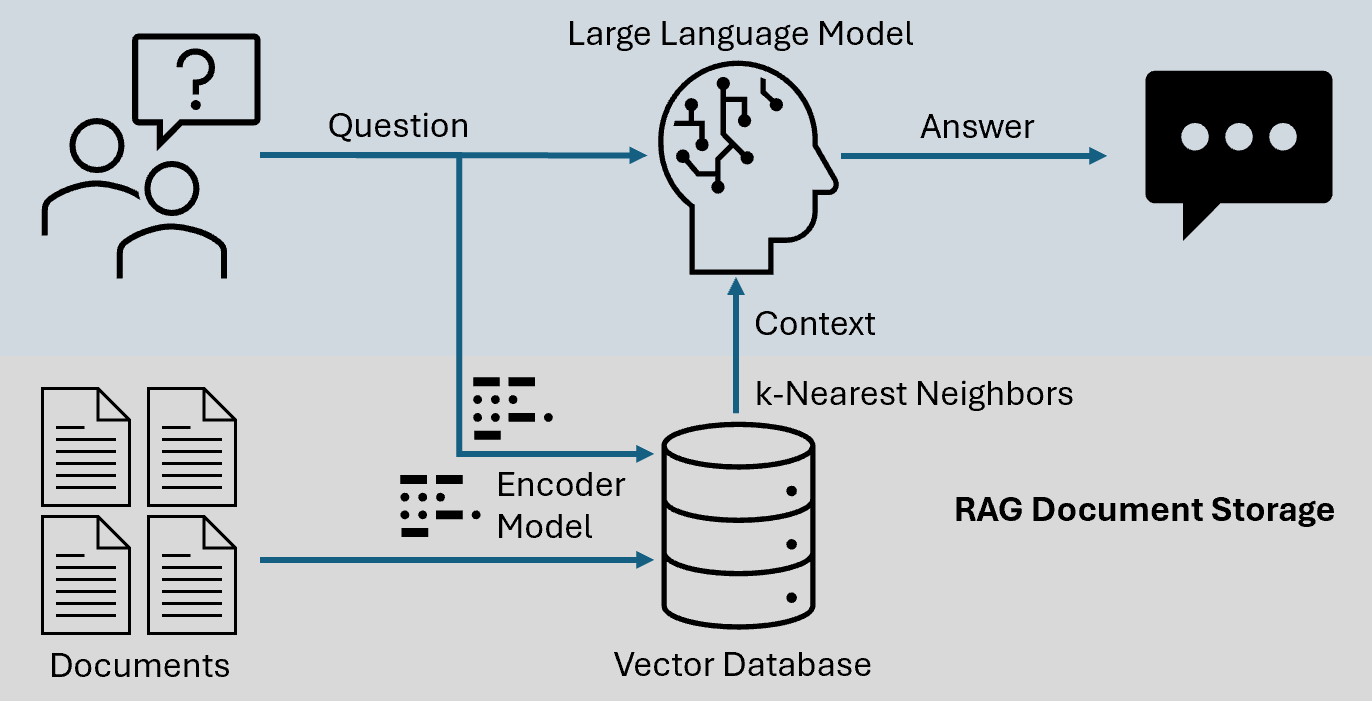 Large Language Model
?
Question
Answer
Context
k-Nearest Neighbors
Encoder
Model
RAG Document Storage
Documents
Vector Database